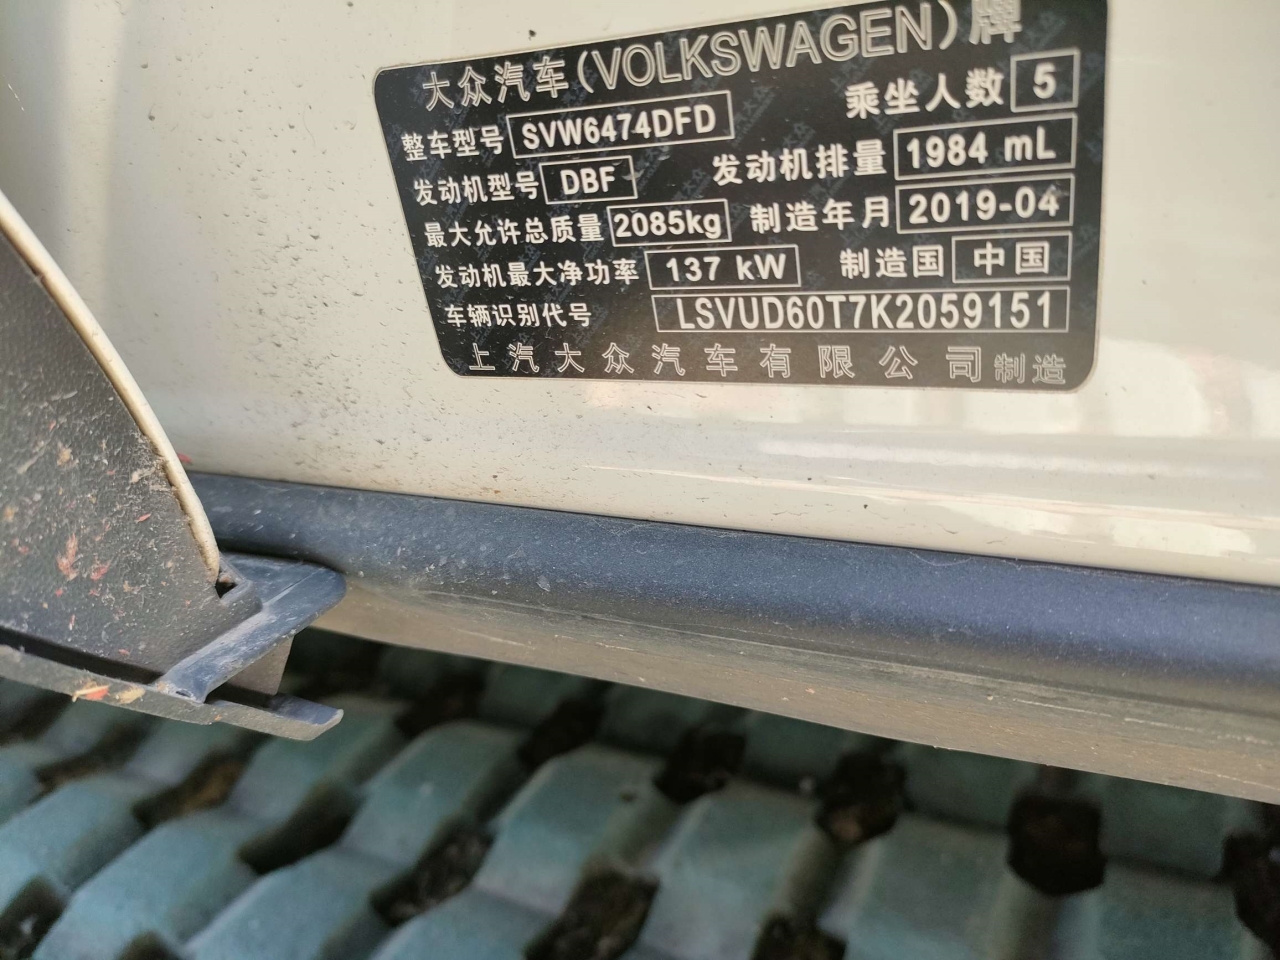 大众汽车(VOLKSWAGEN)牌
整车型号 SVW6474DFD 乘坐人数 5
发动机型号 DBF 发动机排量 1984 mL
最大允许总质量 2085kg 制造年月 2019-04
发动机最大净功率 137 kW 制造国 中国
车辆识别代号 LSVUD60T7K2059151
上汽大众汽车有限公司制造